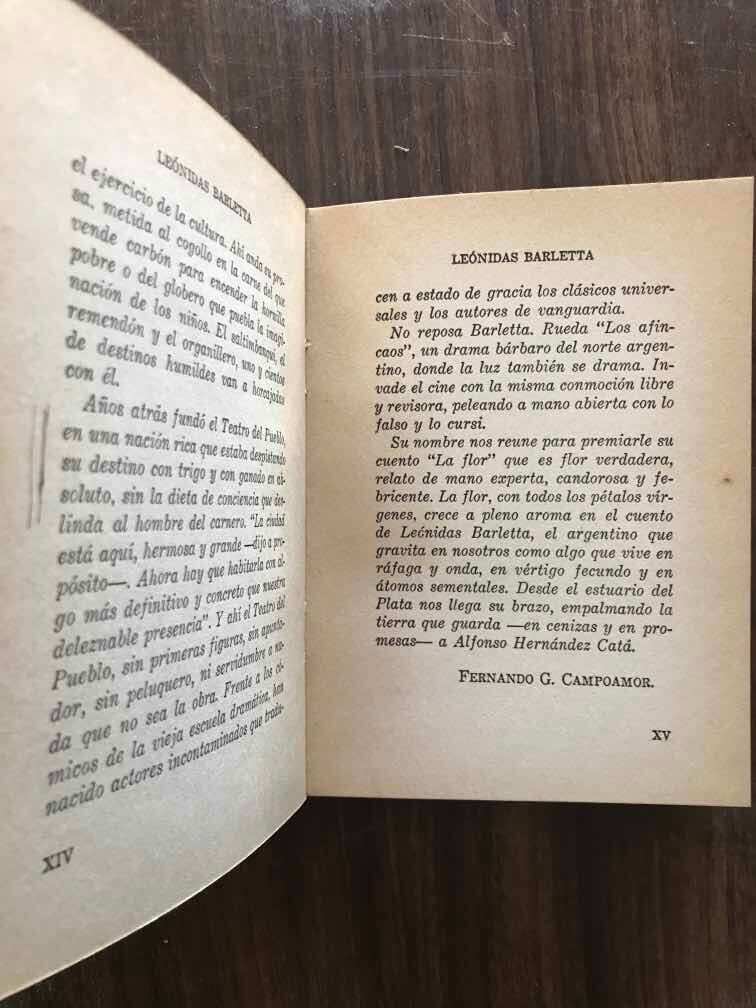 LEÓNIDAS BARLETTA
el ejercicio de la cultura. Ahí anda su pro-
sa, metida al cogollo en la carne del que
vende carbón para encender la hornilla
pobre o del globero que puebla la imagi-
nación de los niños. El saltimbanqui, el
remendón y el organillero, uno y cientos
de destinos humildes van a horcajadas
con él.
Años atrás fundó el Teatro del Pueblo,
en una nación rica que estaba despistando
su destino con trigo y con ganado en ab-
soluto, sin la dieta de conciencia que des-
linda al hombre del carnero. "La ciudad
está aquí, hermosa y grande —dijo a pro-
pósito—. Ahora hay que habitarla con al-
go más definitivo y concreto que nuestra
deleznable presencia". Y ahí el Teatro del
Pueblo, sin primeras figuras, sin apunta-
dor, sin peluquero, ni servidumbre a na-
da que no sea la obra. Frente a los có-
micos de la vieja escuela dramática, han
nacido actores incontaminados que tradu-
XIV
LEÓNIDAS BARLETTA
cen a estado de gracia los clásicos univer-
sales y los autores de vanguardia.
No reposa Barletta. Rueda "Los afin-
caos", un drama bárbaro del norte argen-
tino, donde la luz también se drama. In-
vade el cine con la misma conmoción libre
y revisora, peleando a mano abierta con lo
falso y lo cursi.
Su nombre nos reune para premiarle su
cuento "La flor" que es flor verdadera,
relato de mano experta, candorosa y fe-
bricente. La flor, con todos los pétalos vír-
genes, crece a pleno aroma en el cuento
de Leónidas Barletta, el argentino que
gravita en nosotros como algo que vive en
ráfaga y onda, en vértigo fecundo y en
átomos sementales. Desde el estuario del
Plata nos llega su brazo, empalmando la
tierra que guarda —en cenizas y en pro-
mesas— a Alfonso Hernández Catá.
FERNANDO G. CAMPOAMOR.
XV